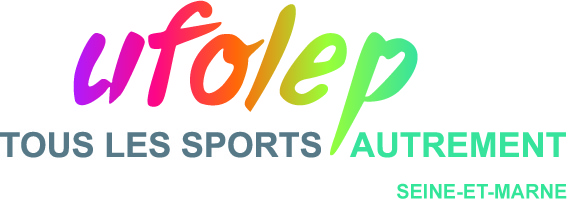 ufolep
TOUS LES SPORTS AUTREMENT
SEINE-ET-MARNE